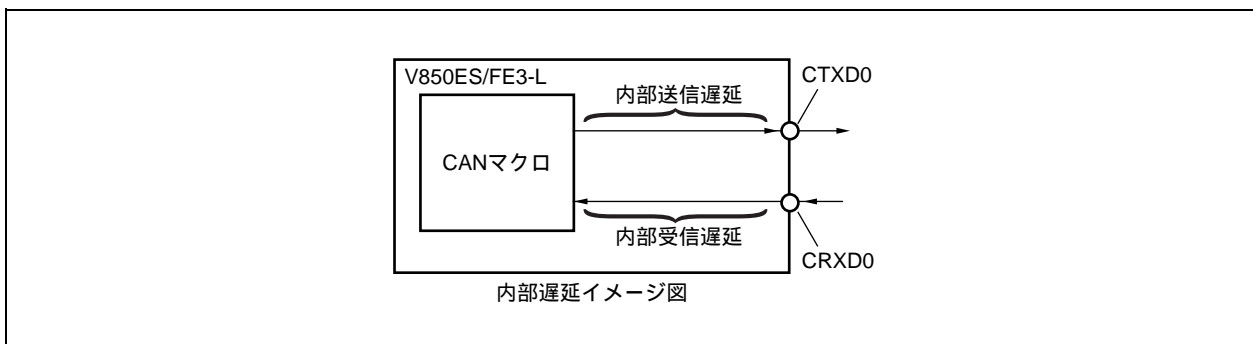 V850ES/FE3-L
CTXD0
内部送信遅延
CANマクロ
内部受信遅延
CRXD0
内部遅延イメージ図